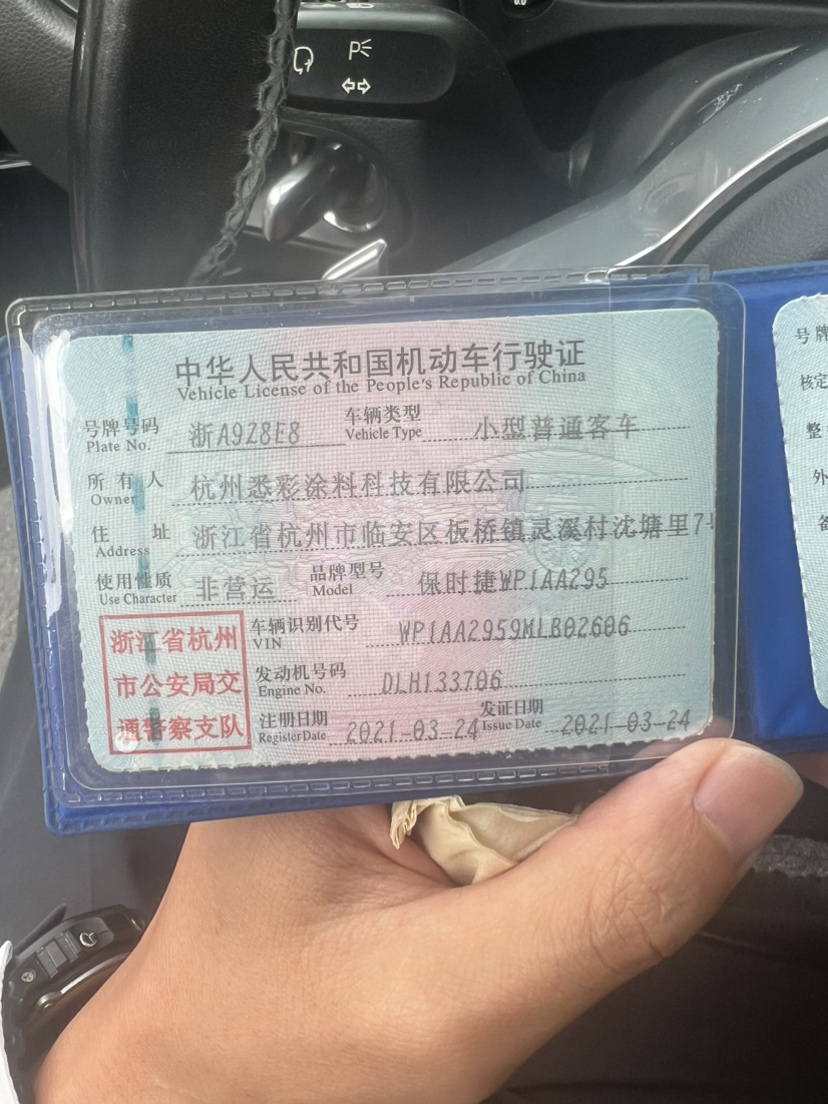 中华人民共和国机动车行驶证
Vehicle License of the People's Republic of China
号牌号码 Plate No. 浙A9Z8E8 车辆类型 Vehicle Type 小型普通客车
所有人 Owner 杭州悉彩涂料科技有限公司
住址 Address 浙江省杭州市临安区板桥镇灵溪村沈塘里7
使用性质 Use Character 非营运 品牌型号 Model 保时捷WP1AA295
车辆识别代号 VIN WP1AA2959MLB02606
发动机号码 Engine No. DLH133706
注册日期 Register Date 2021-03-24 发证日期 Issue Date 2021-03-24
浙江省杭州
市公安局交
通警察支队
号牌
核定
整
外